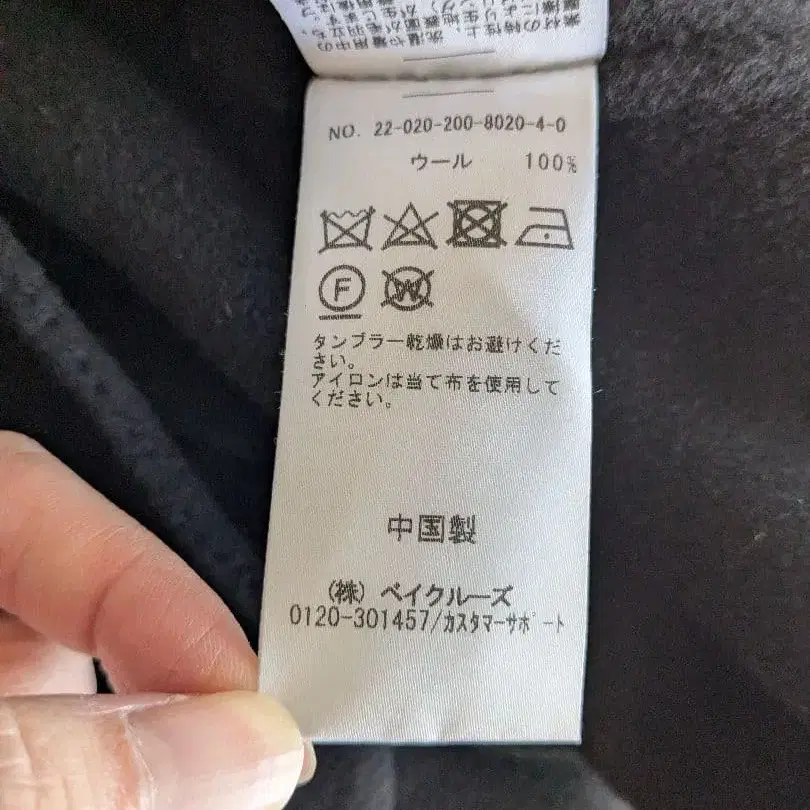 NO. 22-020-200-8020-4-0
ウール 100%
F W
タンブラー乾燥はお避けくだ
さい。
アイロンは当て布を使用して
ください。
中国製
(株) ベイクルーズ
0120-301457/カスタマーサポート